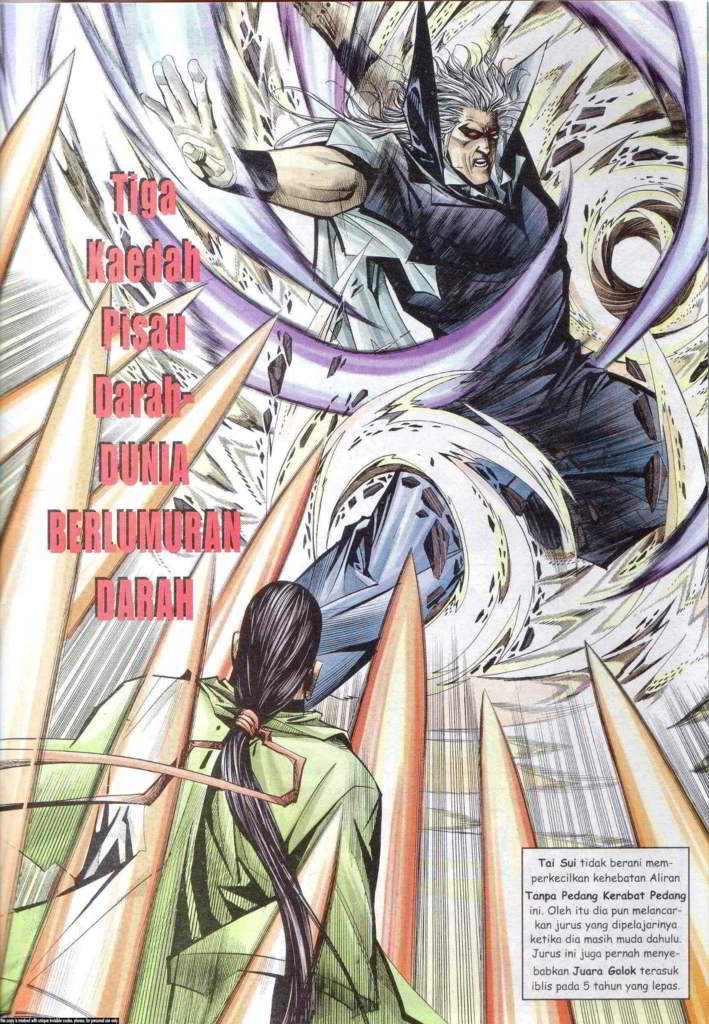 Tiga
Kaedah
Pisau
Darah-
DUNIA
BERLUMURAN
DARAH
Tai Sui tidak berani mem-
perkecilkan kehebatan Aliran
Tanpa Pedang Kerabat Pedang
ini. Oleh itu dia pun melancar-
kan jurus yang dipelajarinya
ketika dia masih muda dahulu.
Jurus ini juga pernah menye-
babkan Juara Golok terasuk
iblis pada 5 tahun yang lepas.